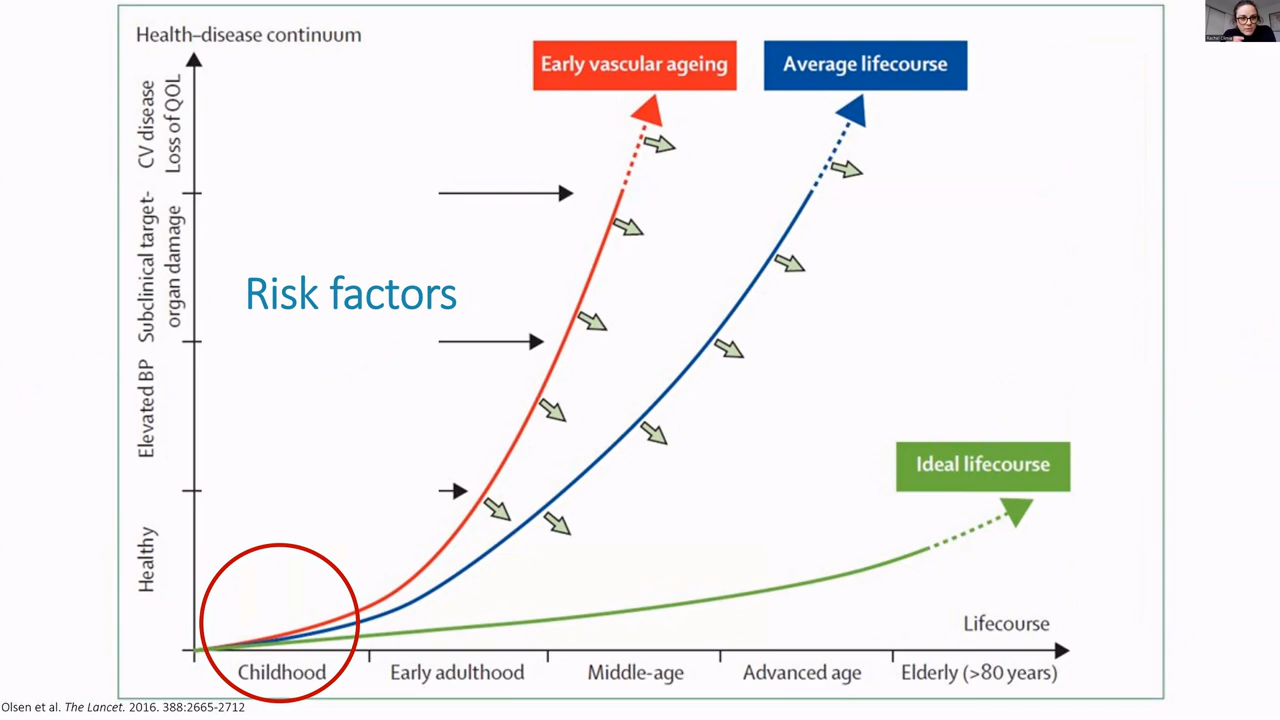 Health–disease continuum
Early vascular ageing
Average lifecourse
CV disease
Loss of QOL
Subclinical target-
organ damage
Elevated BP
Healthy
Risk factors
Ideal lifecourse
Lifecourse
Childhood
Early adulthood
Middle-age
Advanced age
Elderly (>80 years)
Olsen et al. The Lancet. 2016. 388:2665-2712